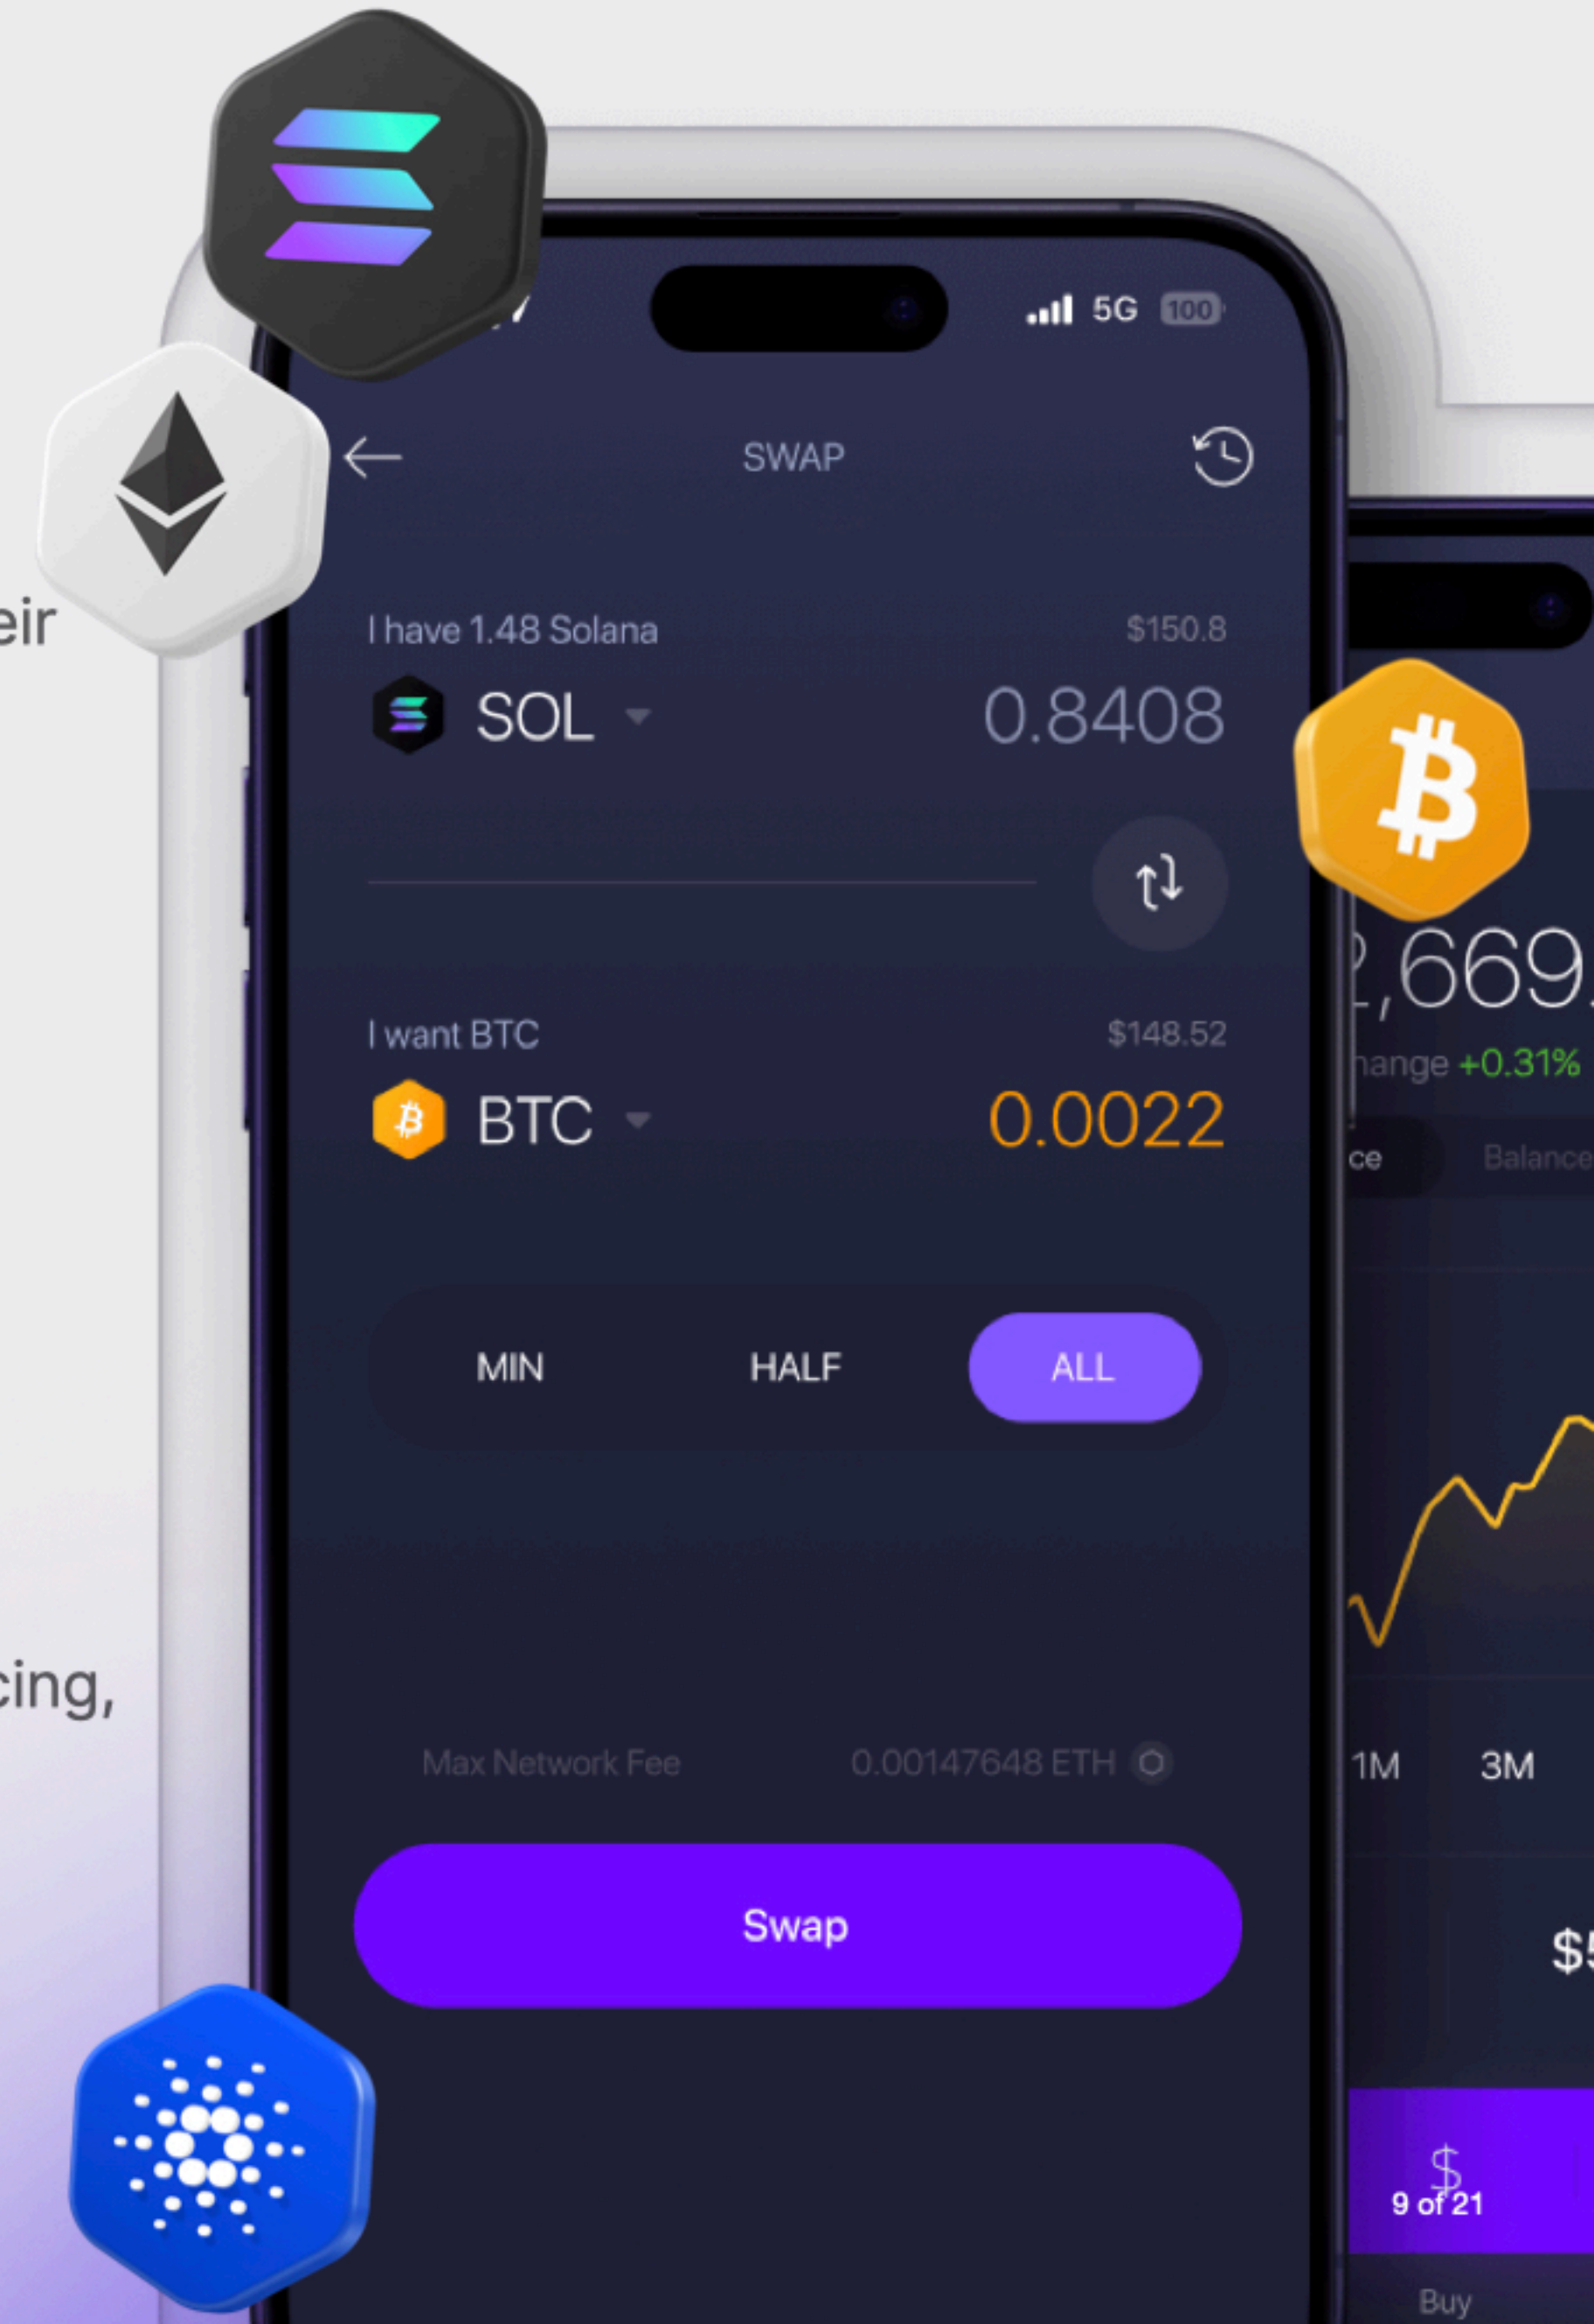 5G 100
SWAP
eir
I have 1.48 Solana $150.8
SOL 0.8408
,669.
hange +0.31%
I want BTC $148.52
BTC 0.0022
ce Balance
MIN HALF ALL
cing,
Max Network Fee 0.00147648 ETH
1M 3M
Swap
$
9 of 21
Buy